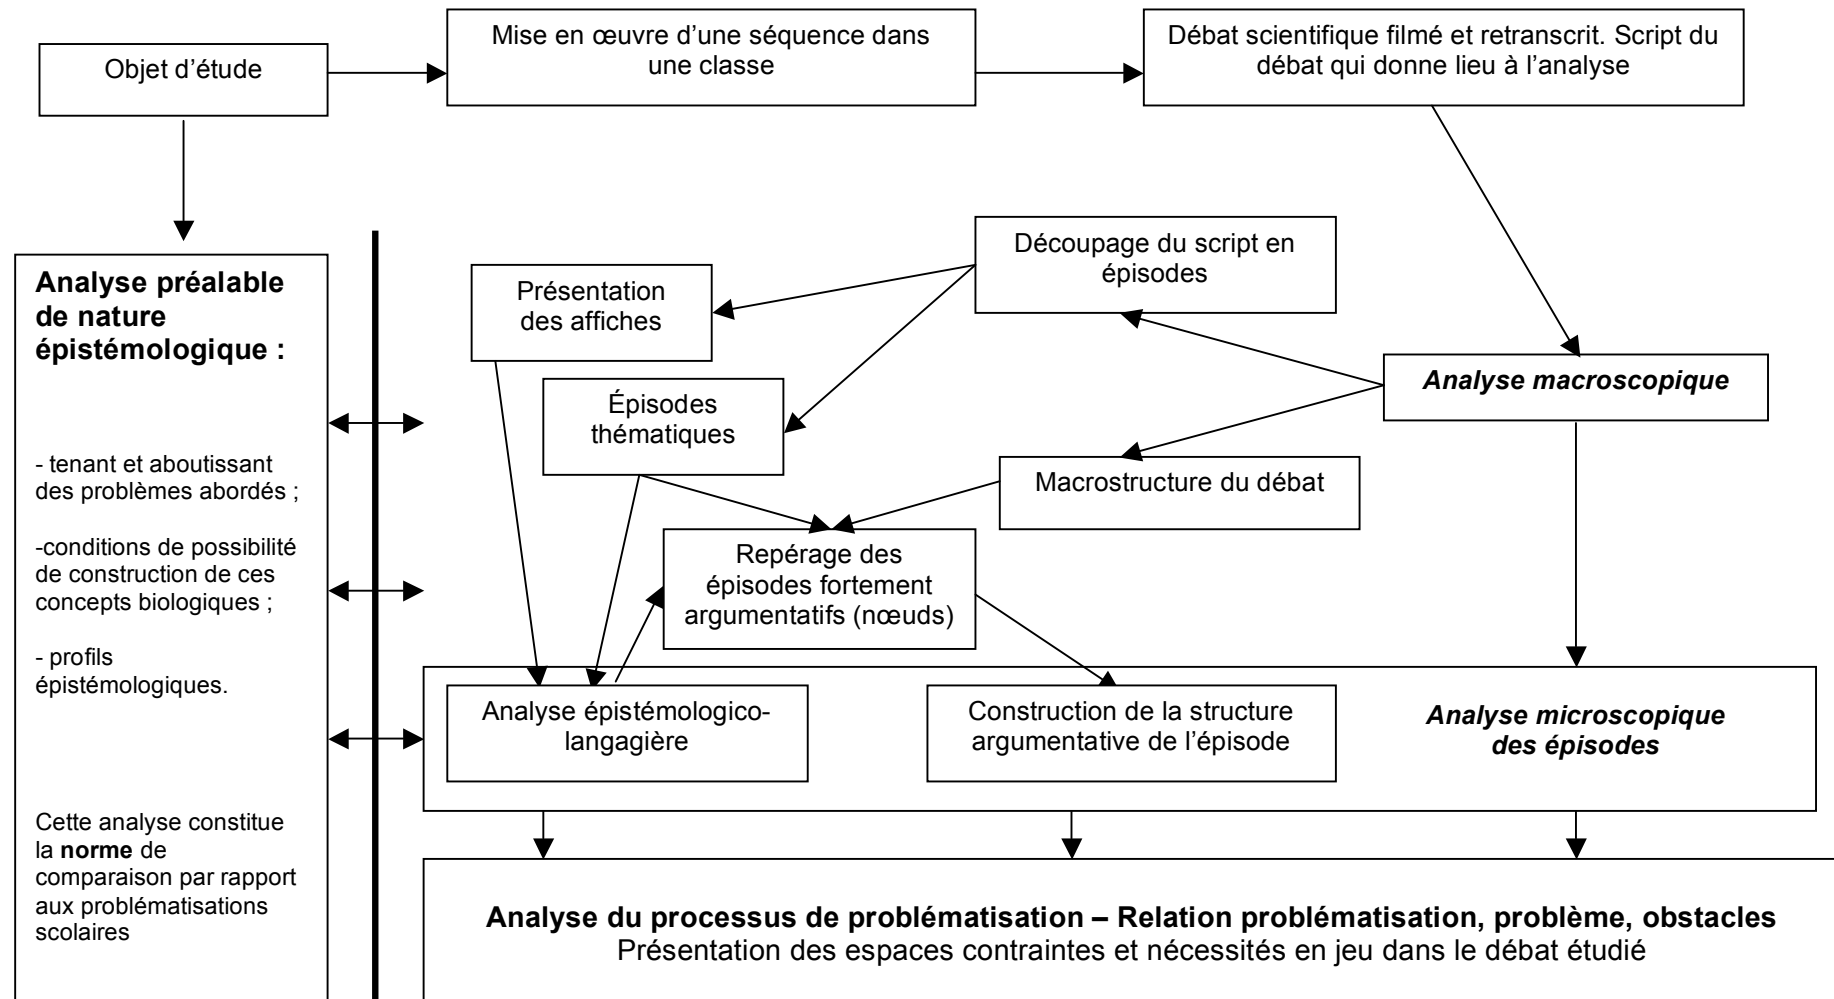 Objet d’étude
Mise en œuvre d’une séquence dans
une classe
Débat scientifique filmé et retranscrit. Script du
débat qui donne lieu à l’analyse
Analyse préalable
de nature
épistémologique :
- tenant et aboutissant
des problèmes abordés ;
-conditions de possibilité
de construction de ces
concepts biologiques ;
- profils
épistémologiques.
Cette analyse constitue
la norme de
comparaison par rapport
aux problématisations
scolaires
Découpage du script en
épisodes
Présentation
des affiches
Analyse macroscopique
Épisodes
thématiques
Macrostructure du débat
Repérage des
épisodes fortement
argumentatifs (nœuds)
Analyse épistémologico-
langagière
Construction de la structure
argumentative de l’épisode
Analyse microscopique
des épisodes
Analyse du processus de problématisation – Relation problématisation, problème, obstacles
Présentation des espaces contraintes et nécessités en jeu dans le débat étudié